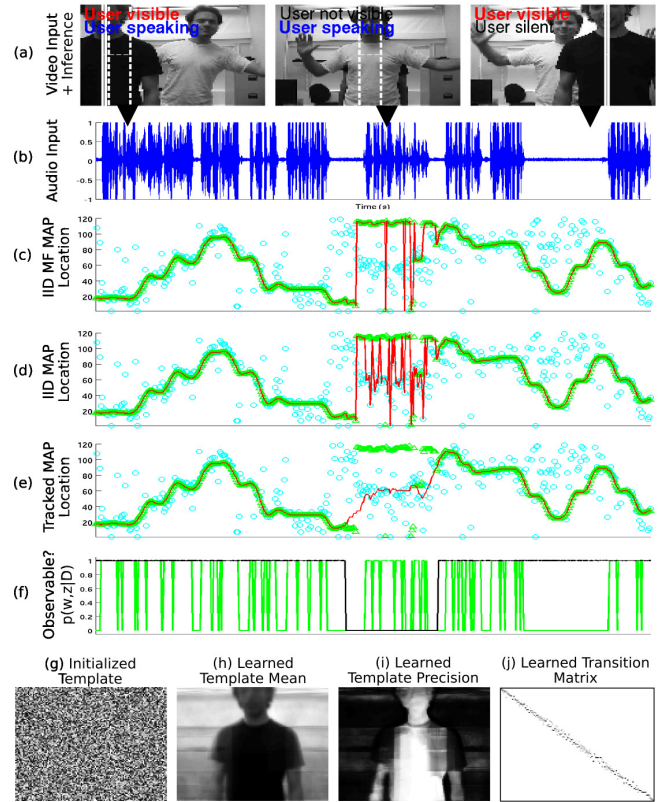 User visible
User speaking
User not visible
User speaking
User visible
User silent
(a)
Video Input
+ Inference
(b)
Audio Input
1
0.5
0
-0.5
-1
Time (s)
(c)
IID MF MAP
Location
120
100
80
60
40
20
(d)
IID MAP
Location
120
100
80
60
40
20
(e)
Tracked MAP
Location
120
100
80
60
40
20
(f)
Observable?
p(w,z|D)
1
0.8
0.6
0.4
0.2
0
(g) Initialized
Template
(h) Learned
Template Mean
(i) Learned
Template Precision
(j) Learned Transition
Matrix